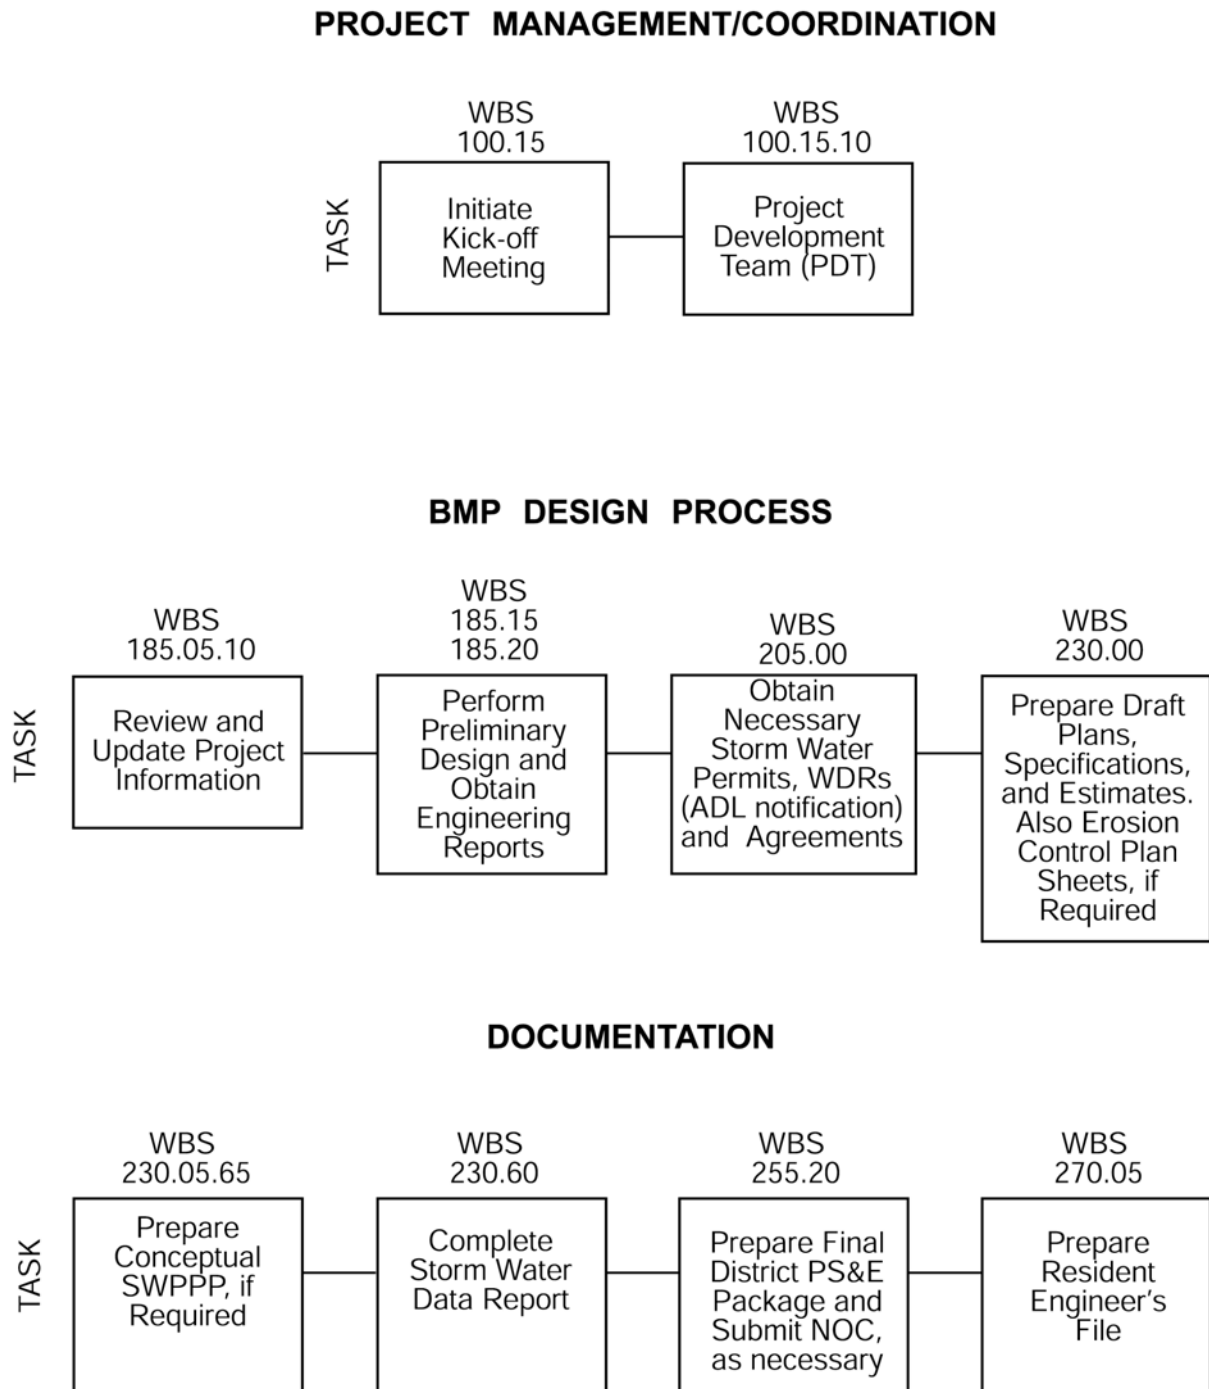 PROJECT MANAGEMENT/COORDINATION
WBS
100.15
WBS
100.15.10
TASK
Initiate
Kick-off
Meeting
Project
Development
Team (PDT)
BMP DESIGN PROCESS
WBS
185.05.10
WBS
185.15
185.20
WBS
205.00
WBS
230.00
TASK
Review and
Update Project
Information
Perform
Preliminary
Design and
Obtain
Engineering
Reports
Obtain
Necessary
Storm Water
Permits, WDRs
(ADL notification)
and Agreements
Prepare Draft
Plans,
Specifications,
and Estimates.
Also Erosion
Control Plan
Sheets, if
Required
DOCUMENTATION
WBS
230.05.65
WBS
230.60
WBS
255.20
WBS
270.05
TASK
Prepare
Conceptual
SWPPP, if
Required
Complete
Storm Water
Data Report
Prepare Final
District PS&E
Package and
Submit NOC,
as necessary
Prepare
Resident
Engineer's
File